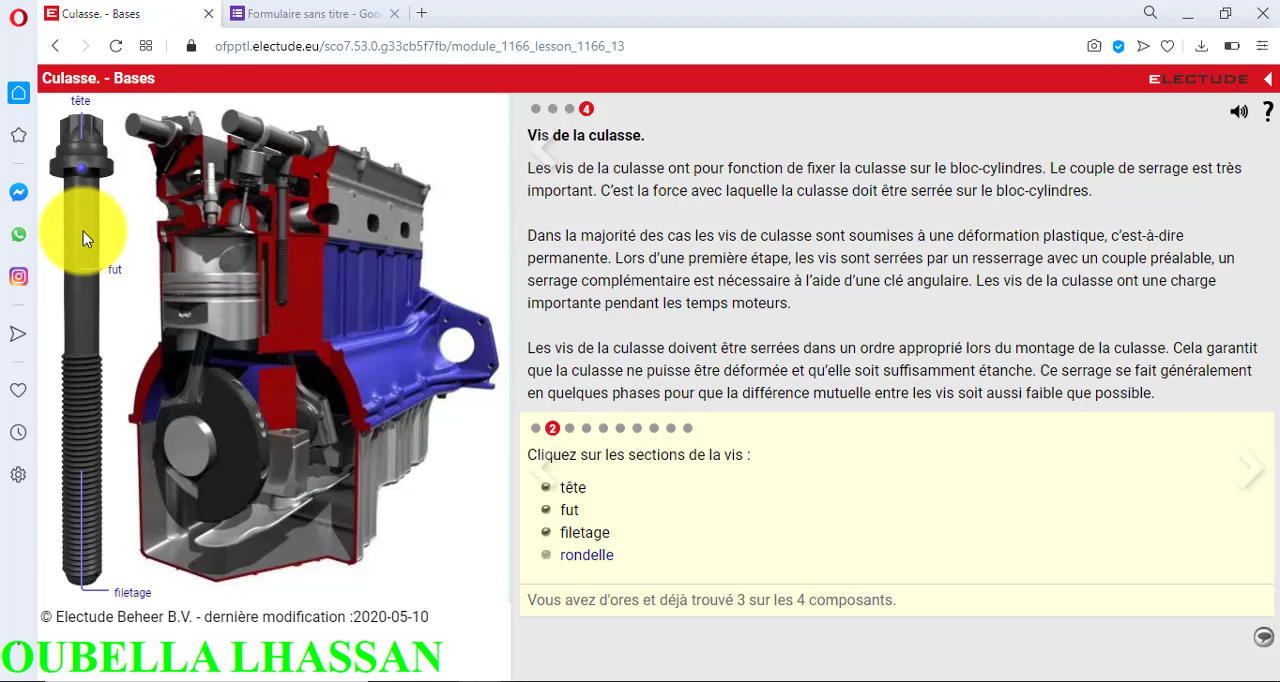 Culasse. - Bases
Formulaire sans titre - Goo
ofpptl.electude.eu/sco7.53.0.g33cb5f7fb/module_1166_lesson_1166_13
Culasse. - Bases
ELECTUDE
tête
fut
filetage
© Electude Beheer B.V. - dernière modification :2020-05-10
OUBELLA LHASSAN
4
Vis de la culasse.
Les vis de la culasse ont pour fonction de fixer la culasse sur le bloc-cylindres. Le couple de serrage est très
important. C’est la force avec laquelle la culasse doit être serrée sur le bloc-cylindres.
Dans la majorité des cas les vis de culasse sont soumises à une déformation plastique, c’est-à-dire
permanente. Lors d’une première étape, les vis sont serrées par un resserrage avec un couple préalable, un
serrage complémentaire est nécessaire à l’aide d’une clé angulaire. Les vis de la culasse ont une charge
importante pendant les temps moteurs.
Les vis de la culasse doivent être serrées dans un ordre approprié lors du montage de la culasse. Cela garantit
que la culasse ne puisse être déformée et qu’elle soit suffisamment étanche. Ce serrage se fait généralement
en quelques phases pour que la différence mutuelle entre les vis soit aussi faible que possible.
2
Cliquez sur les sections de la vis :
tête
fut
filetage
rondelle
Vous avez d'ores et déjà trouvé 3 sur les 4 composants.